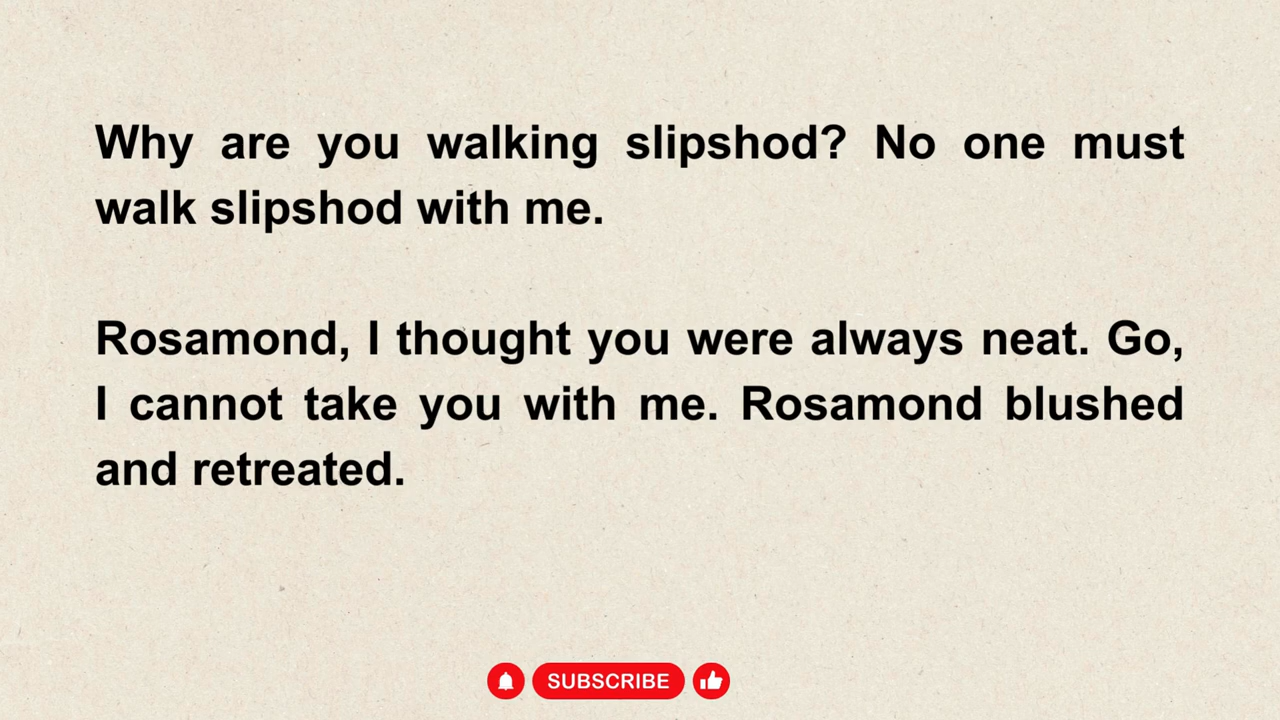 Why are you walking slipshod? No one must
walk slipshod with me.
Rosamond, I thought you were always neat. Go,
I cannot take you with me. Rosamond blushed
and retreated.
SUBSCRIBE